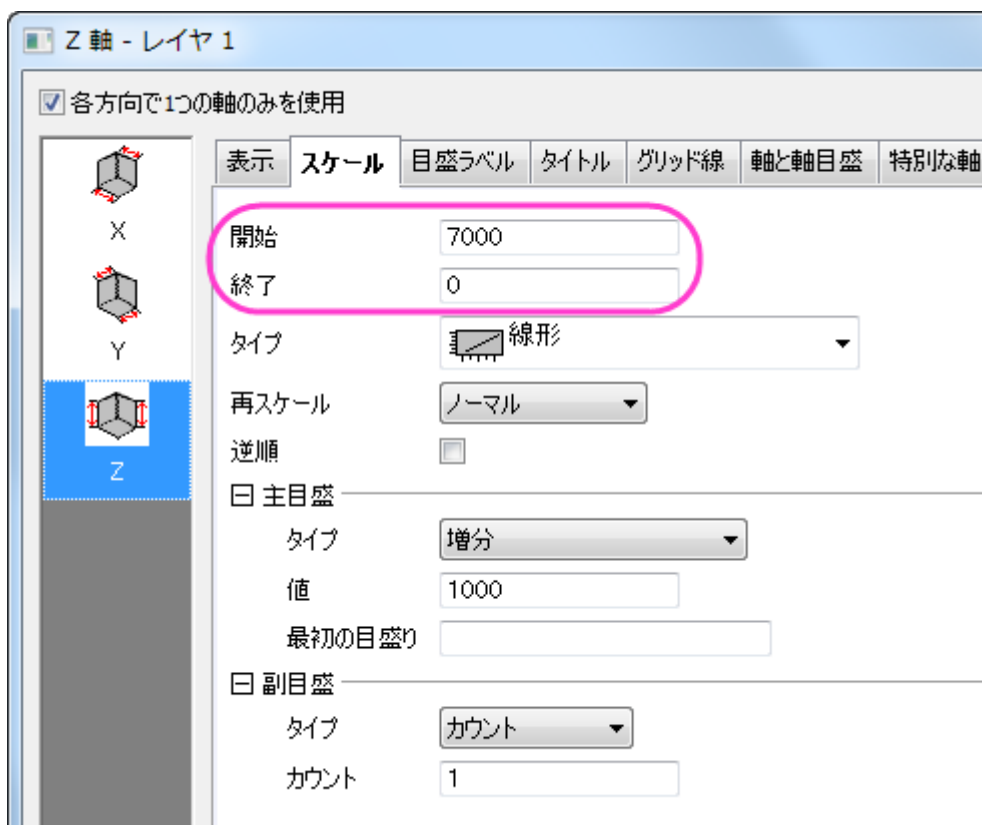 Z 軸 - レイヤ 1
各方向で1つの軸のみを使用
X
Y
Z
表示 スケール 目盛ラベル タイトル グリッド線 軸と軸目盛 特別な軸
開始 7000
終了 0
タイプ 線形
再スケール ノーマル
逆順
主目盛
タイプ 増分
値 1000
最初の目盛り
副目盛
タイプ カウント
カウント 1